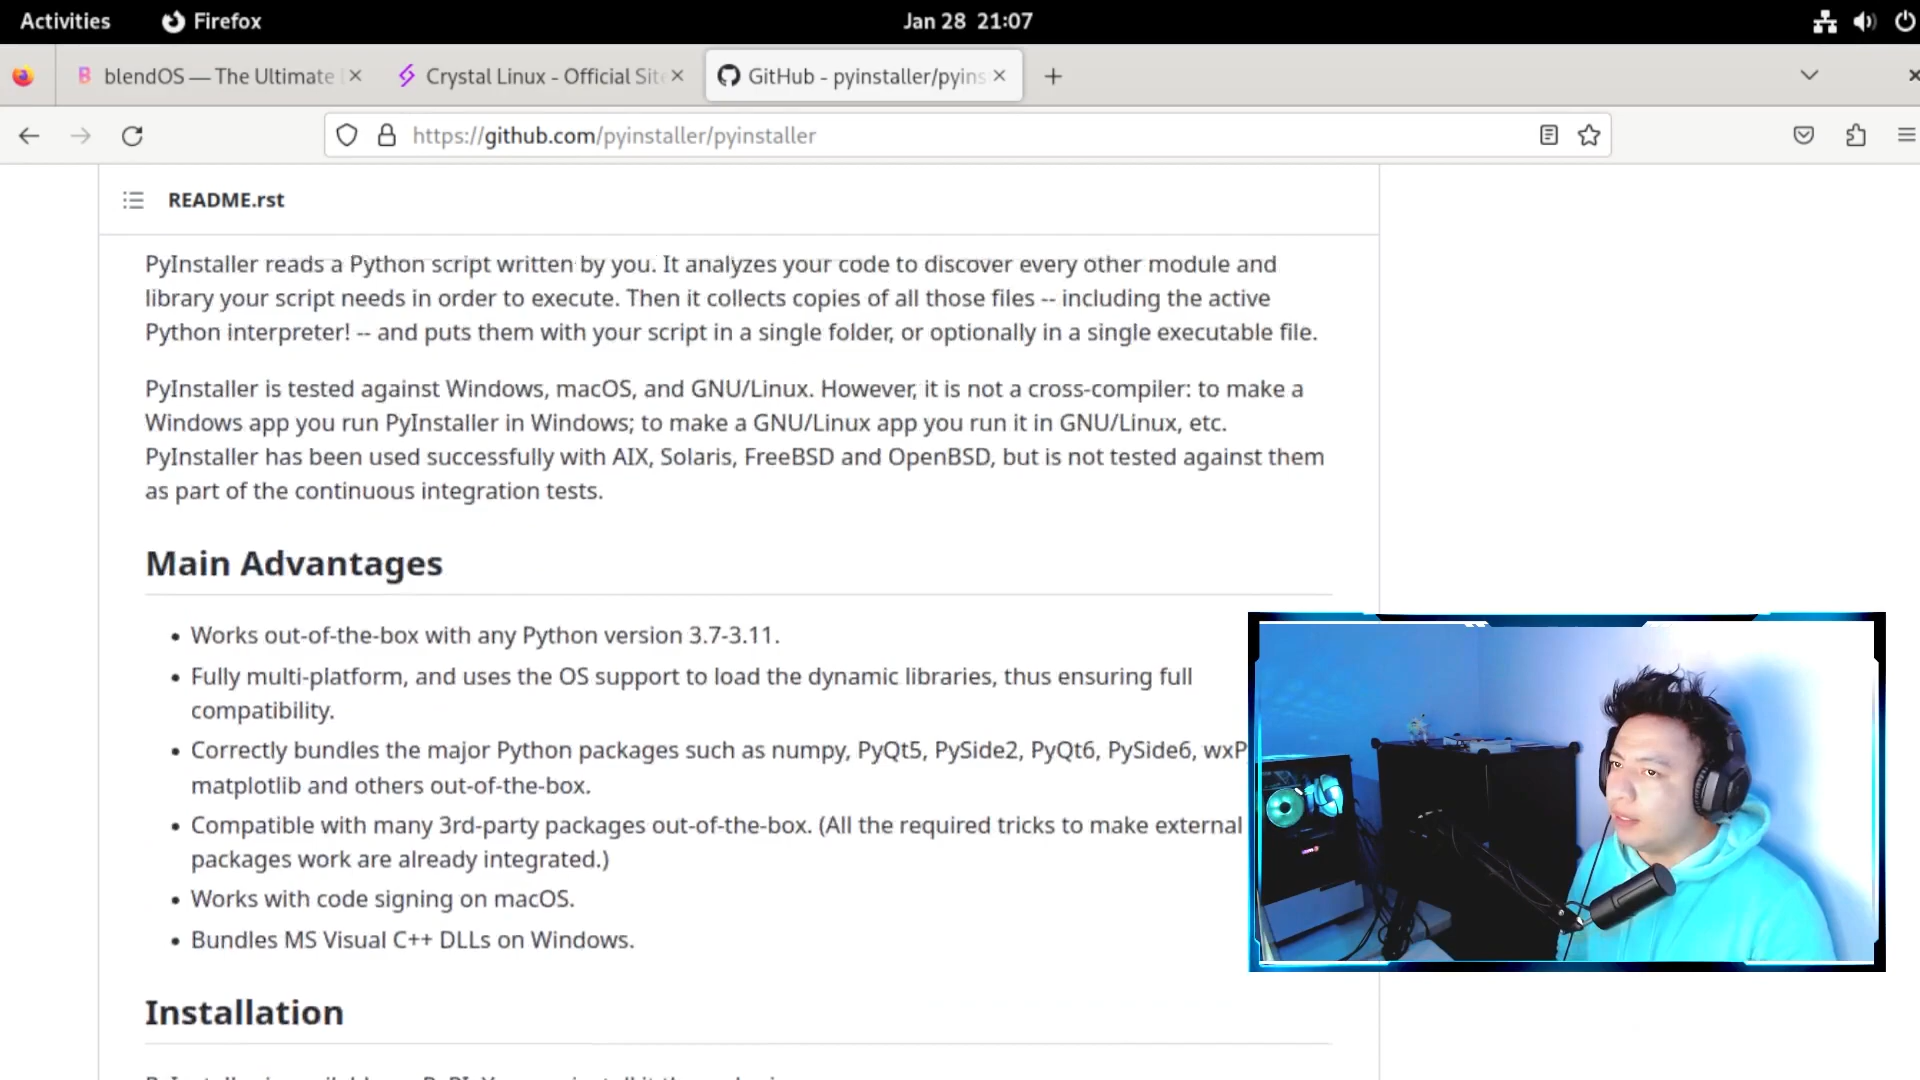 Activities Firefox Jan 28 21:07
blendOS — The Ultimate Crystal Linux - Official Site GitHub - pyinstaller/pyins
https://github.com/pyinstaller/pyinstaller
README.rst
PyInstaller reads a Python script written by you. It analyzes your code to discover every other module and
library your script needs in order to execute. Then it collects copies of all those files -- including the active
Python interpreter! -- and puts them with your script in a single folder, or optionally in a single executable file.
PyInstaller is tested against Windows, macOS, and GNU/Linux. However, it is not a cross-compiler: to make a
Windows app you run PyInstaller in Windows; to make a GNU/Linux app you run it in GNU/Linux, etc.
PyInstaller has been used successfully with AIX, Solaris, FreeBSD and OpenBSD, but is not tested against them
as part of the continuous integration tests.
Main Advantages
• Works out-of-the-box with any Python version 3.7-3.11.
• Fully multi-platform, and uses the OS support to load the dynamic libraries, thus ensuring full
compatibility.
• Correctly bundles the major Python packages such as numpy, PyQt5, PySide2, PyQt6, PySide6, wxP
matplotlib and others out-of-the-box.
• Compatible with many 3rd-party packages out-of-the-box. (All the required tricks to make external
packages work are already integrated.)
• Works with code signing on macOS.
• Bundles MS Visual C++ DLLs on Windows.
Installation